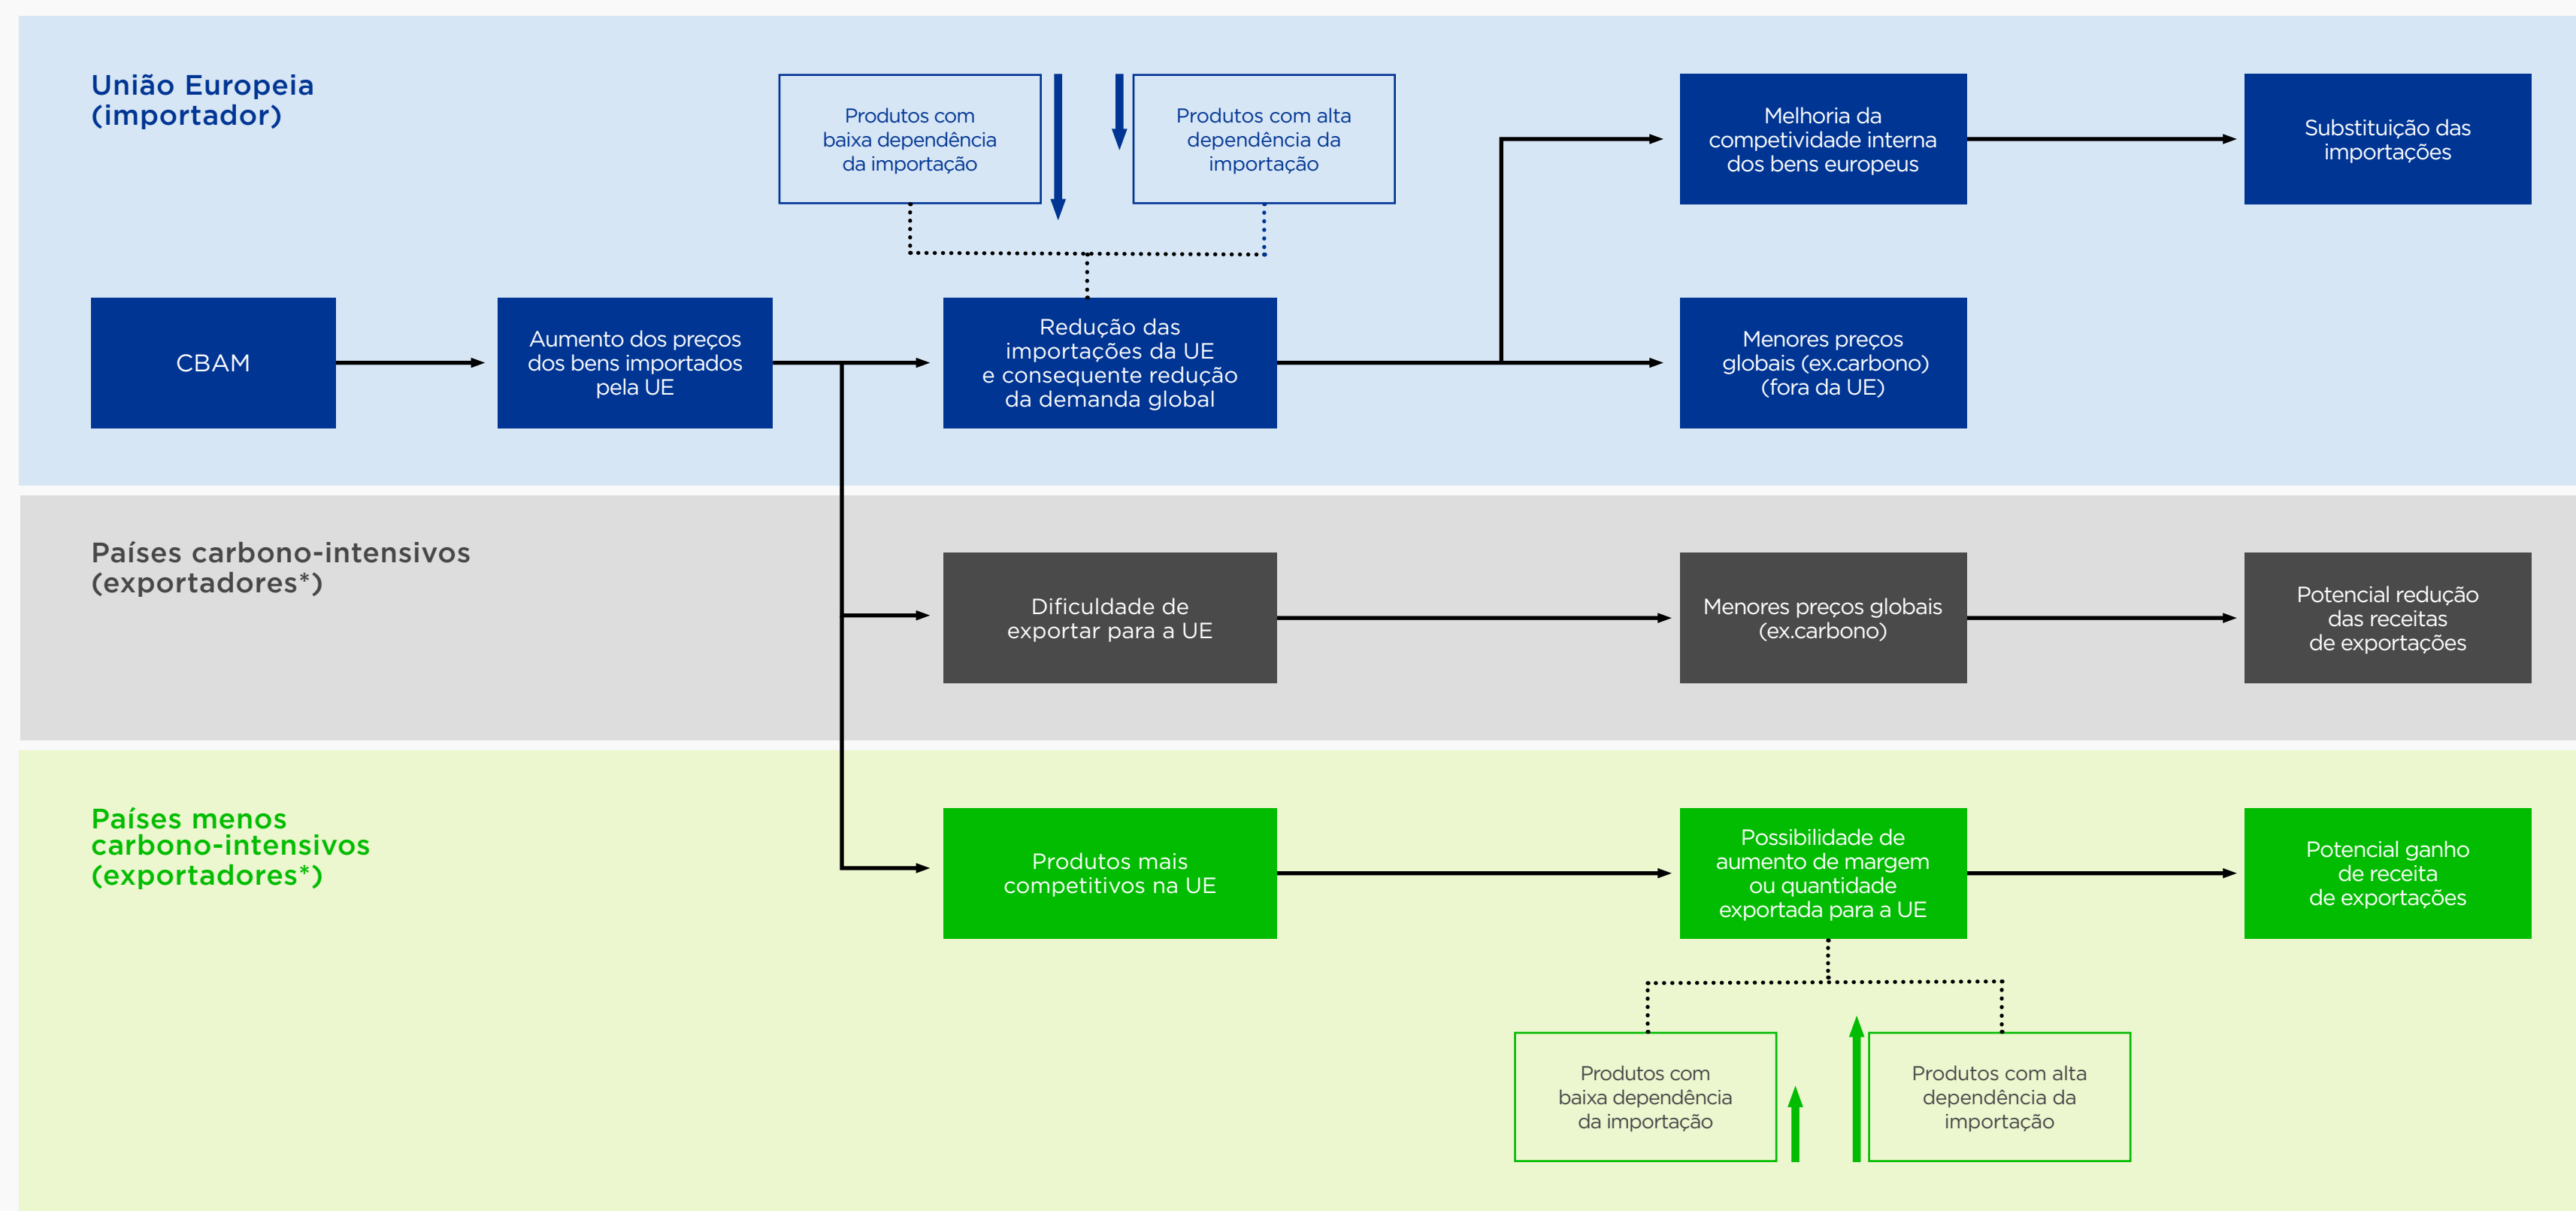 União Europeia
(importador)
Produtos com
baixa dependência
da importação
Produtos com alta
dependência da
importação
Melhoria da
competividade interna
dos bens europeus
Substituição das
importações
CBAM
Aumento dos preços
dos bens importados
pela UE
Redução das
importações da UE
e consequente redução
da demanda global
Menores preços
globais (ex.carbono)
(fora da UE)
Países carbono-intensivos
(exportadores*)
Dificuldade de
exportar para a UE
Menores preços globais
(ex.carbono)
Potencial redução
das receitas
de exportações
Países menos
carbono-intensivos
(exportadores*)
Produtos mais
competitivos na UE
Possibilidade de
aumento de margem
ou quantidade
exportada para a UE
Potencial ganho
de receita
de exportações
Produtos com
baixa dependência
da importação
Produtos com alta
dependência da
importação